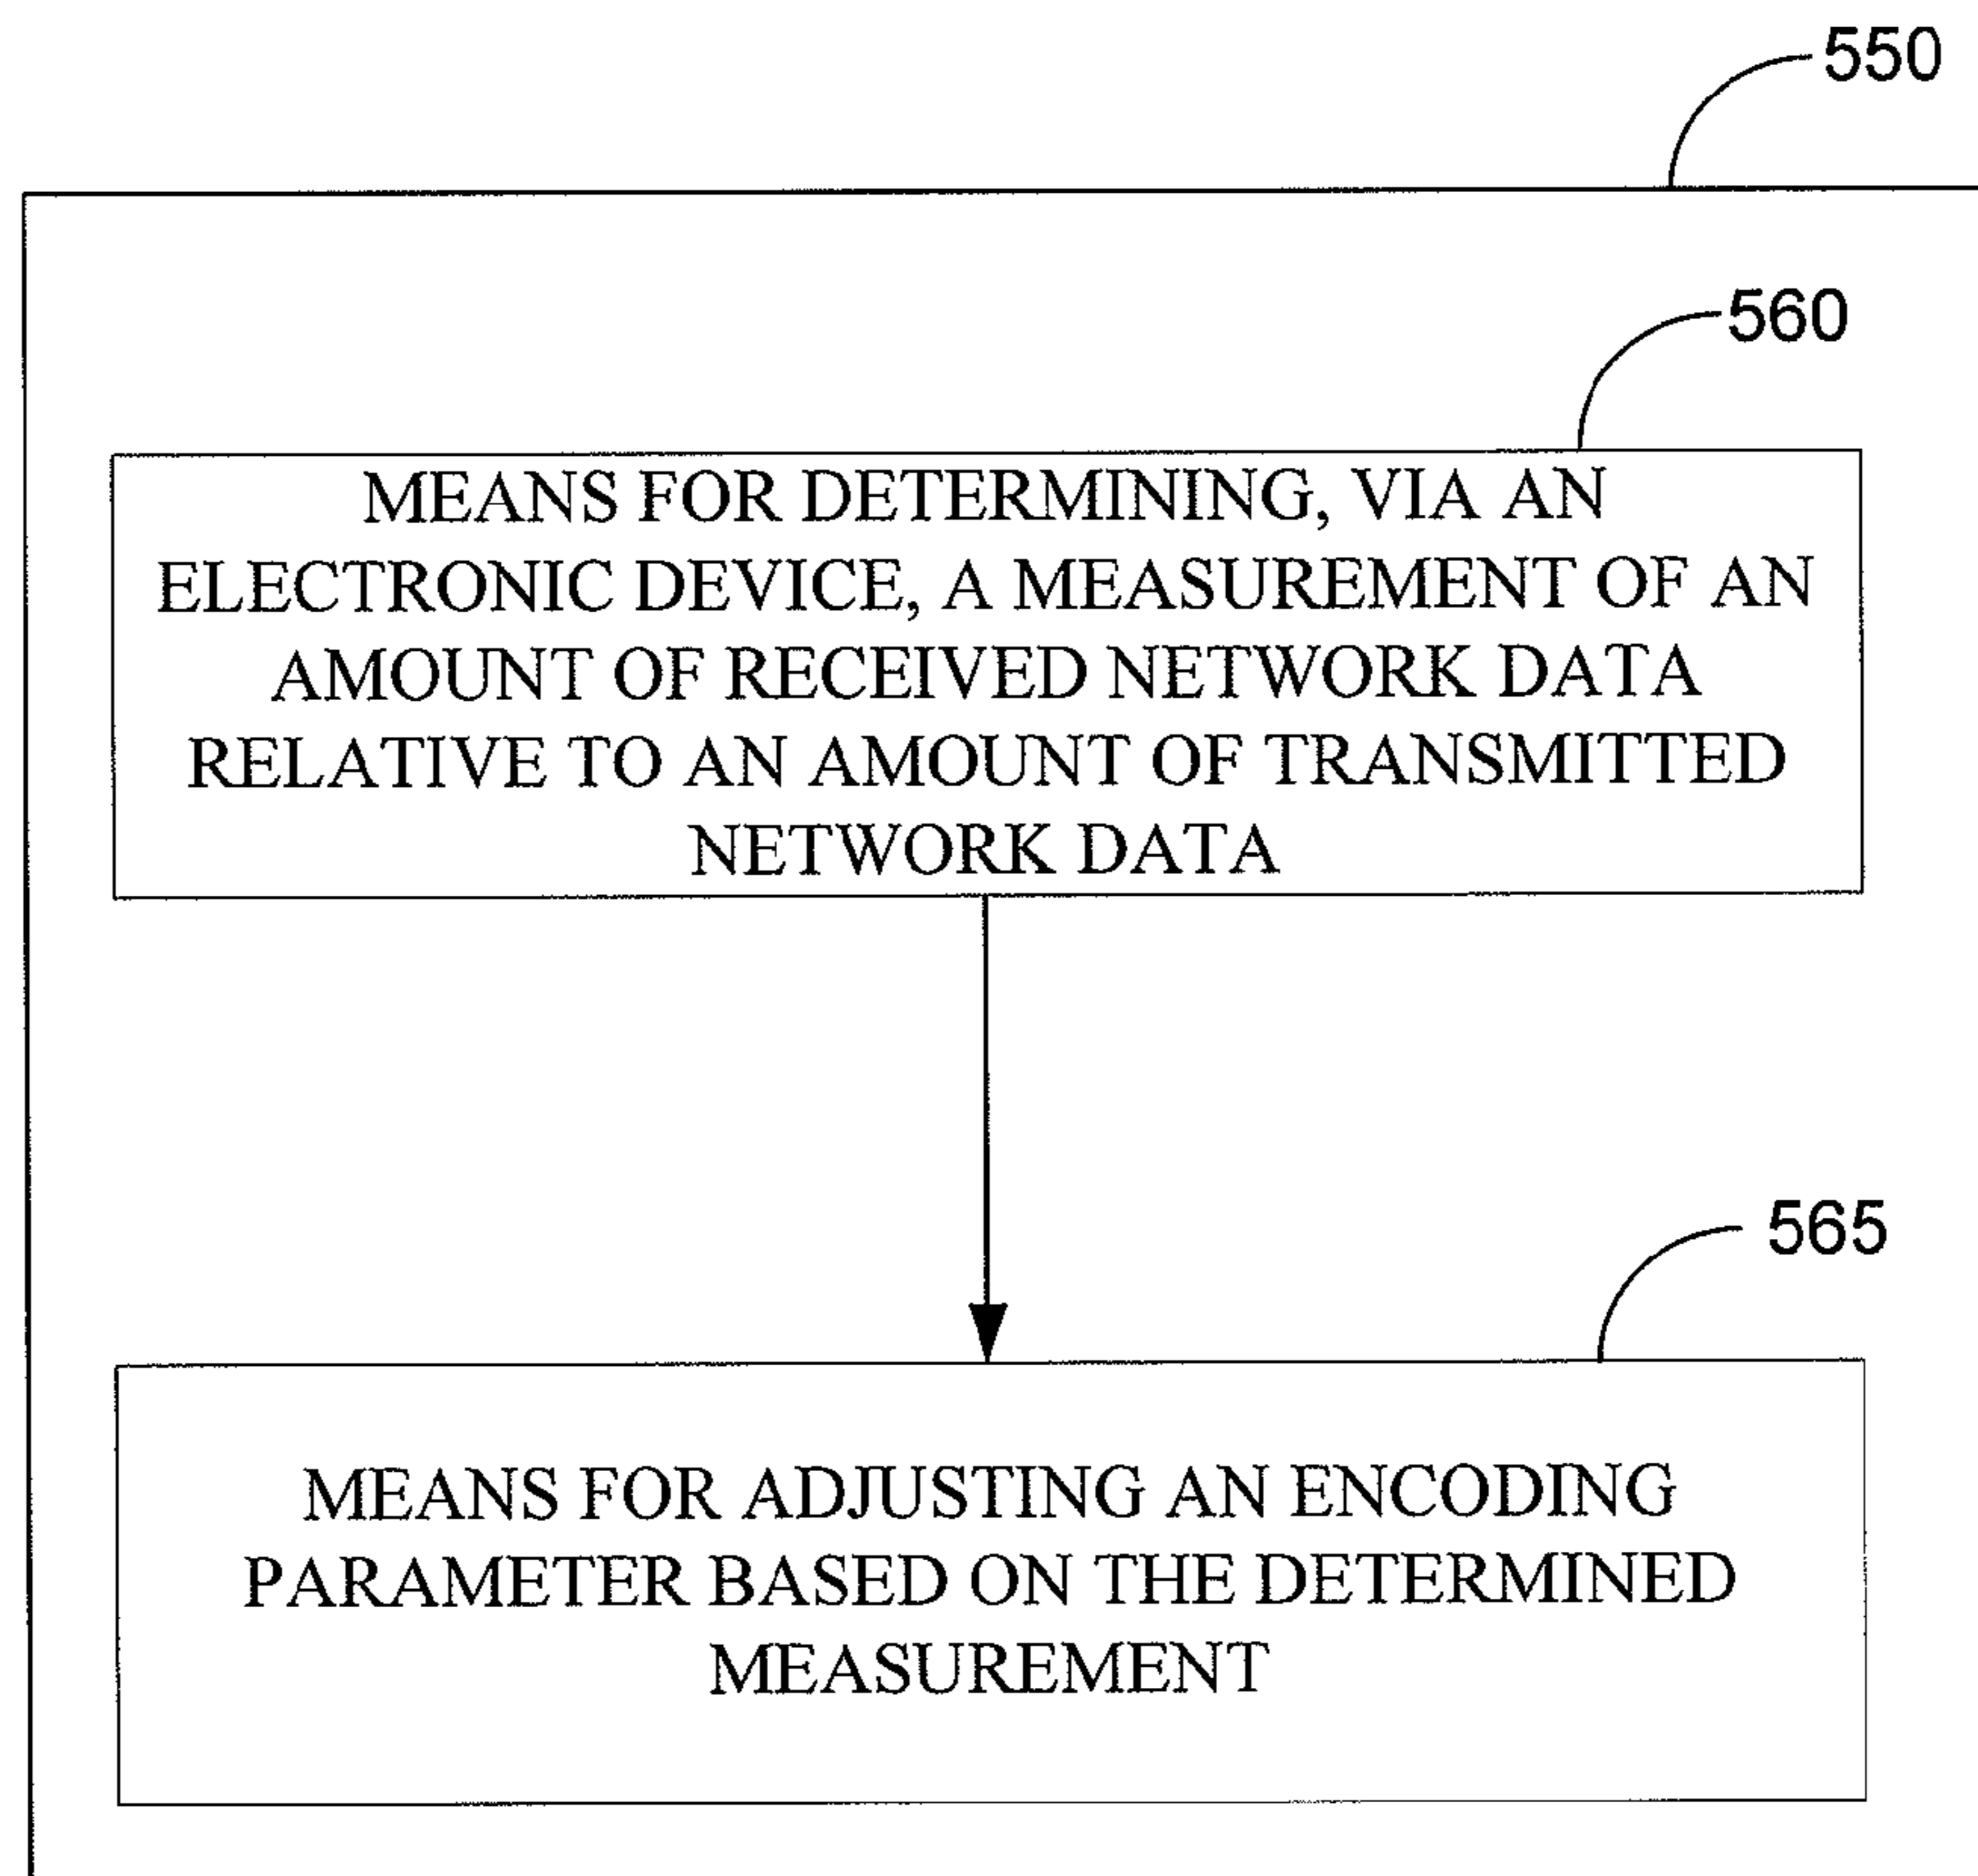 550
560
MEANS FOR DETERMINING, VIA AN
ELECTRONIC DEVICE, A MEASUREMENT OF AN
AMOUNT OF RECEIVED NETWORK DATA
RELATIVE TO AN AMOUNT OF TRANSMITTED
NETWORK DATA
565
MEANS FOR ADJUSTING AN ENCODING
PARAMETER BASED ON THE DETERMINED
MEASUREMENT